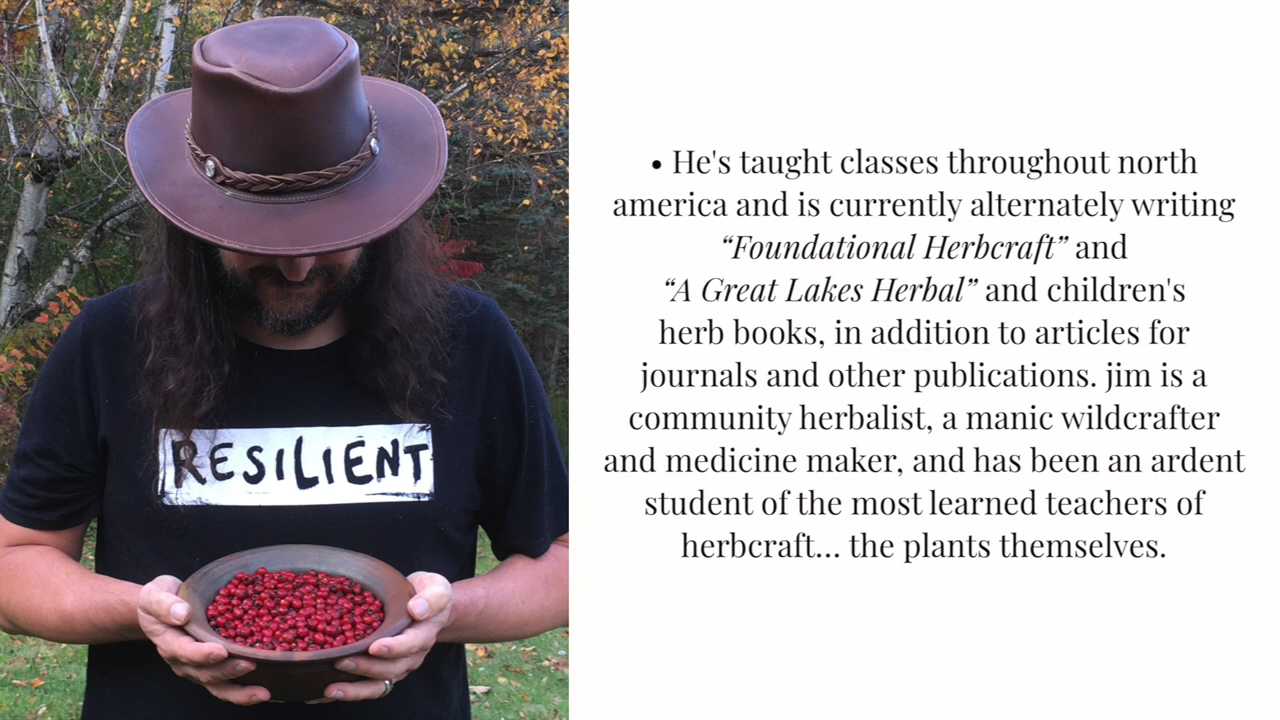 RESILIENT
• He's taught classes throughout north
america and is currently alternately writing
“Foundational Herbcraft” and
“A Great Lakes Herbal” and children's
herb books, in addition to articles for
journals and other publications. jim is a
community herbalist, a manic wildcrafter
and medicine maker, and has been an ardent
student of the most learned teachers of
herbcraft... the plants themselves.